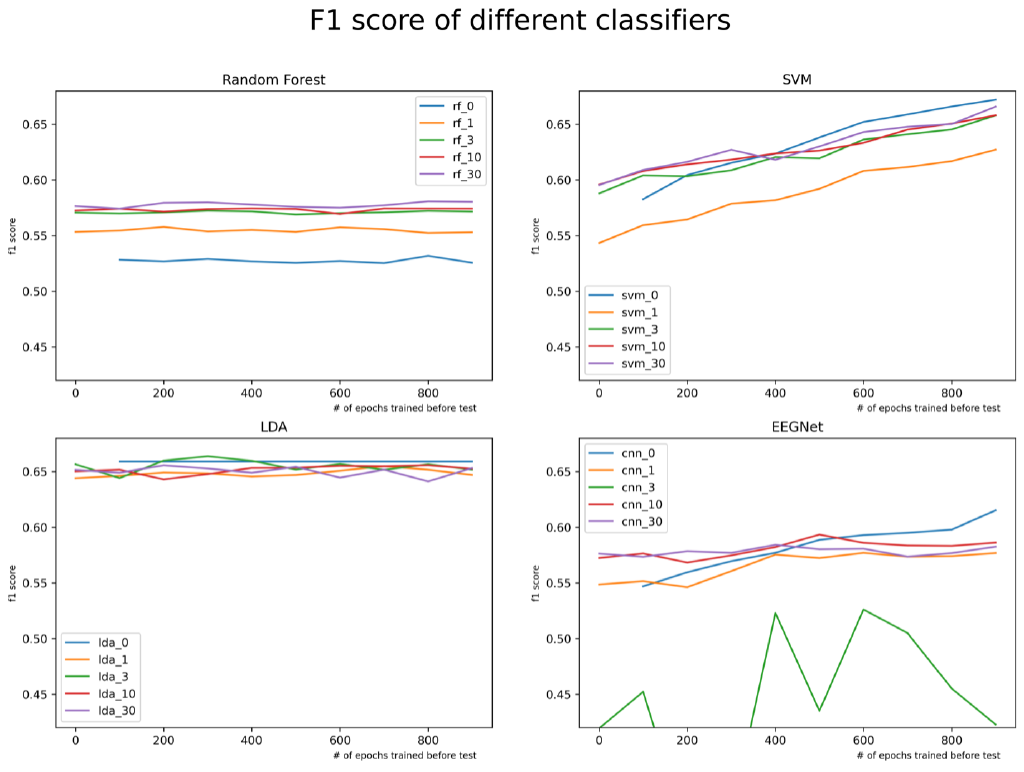 F1 score of different classifiers
Random Forest
0.65
0.60
0.55
0.50
0.45
f1 score
rf_0
rf_1
rf_3
rf_10
rf_30
0 200 400 600 800
# of epochs trained before test
SVM
0.65
0.60
0.55
0.50
0.45
f1 score
svm_0
svm_1
svm_3
svm_10
svm_30
0 200 400 600 800
# of epochs trained before test
LDA
0.65
0.60
0.55
0.50
0.45
f1 score
lda_0
lda_1
lda_3
lda_10
lda_30
0 200 400 600 800
# of epochs trained before test
EEGNet
0.65
0.60
0.55
0.50
0.45
f1 score
cnn_0
cnn_1
cnn_3
cnn_10
cnn_30
0 200 400 600 800
# of epochs trained before test